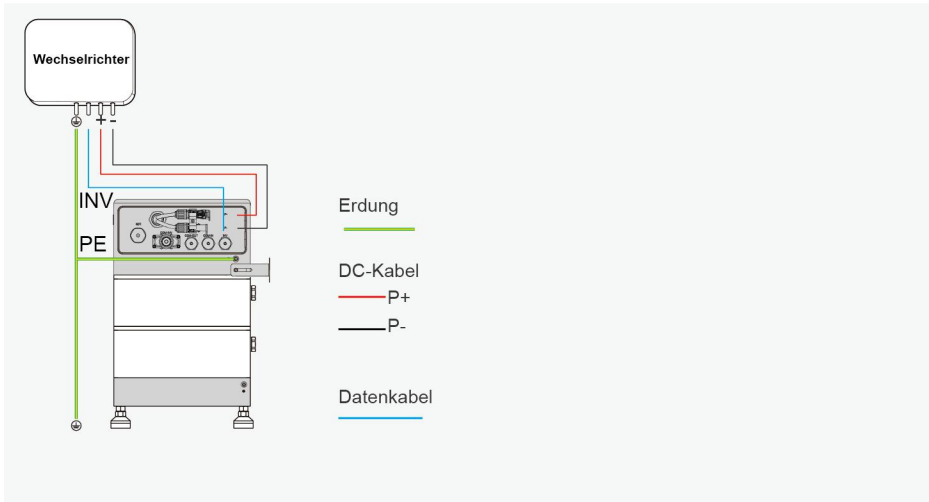 Wechselrichter
+ -
INV
PE
Erdung
DC-Kabel
P+
P-
Datenkabel